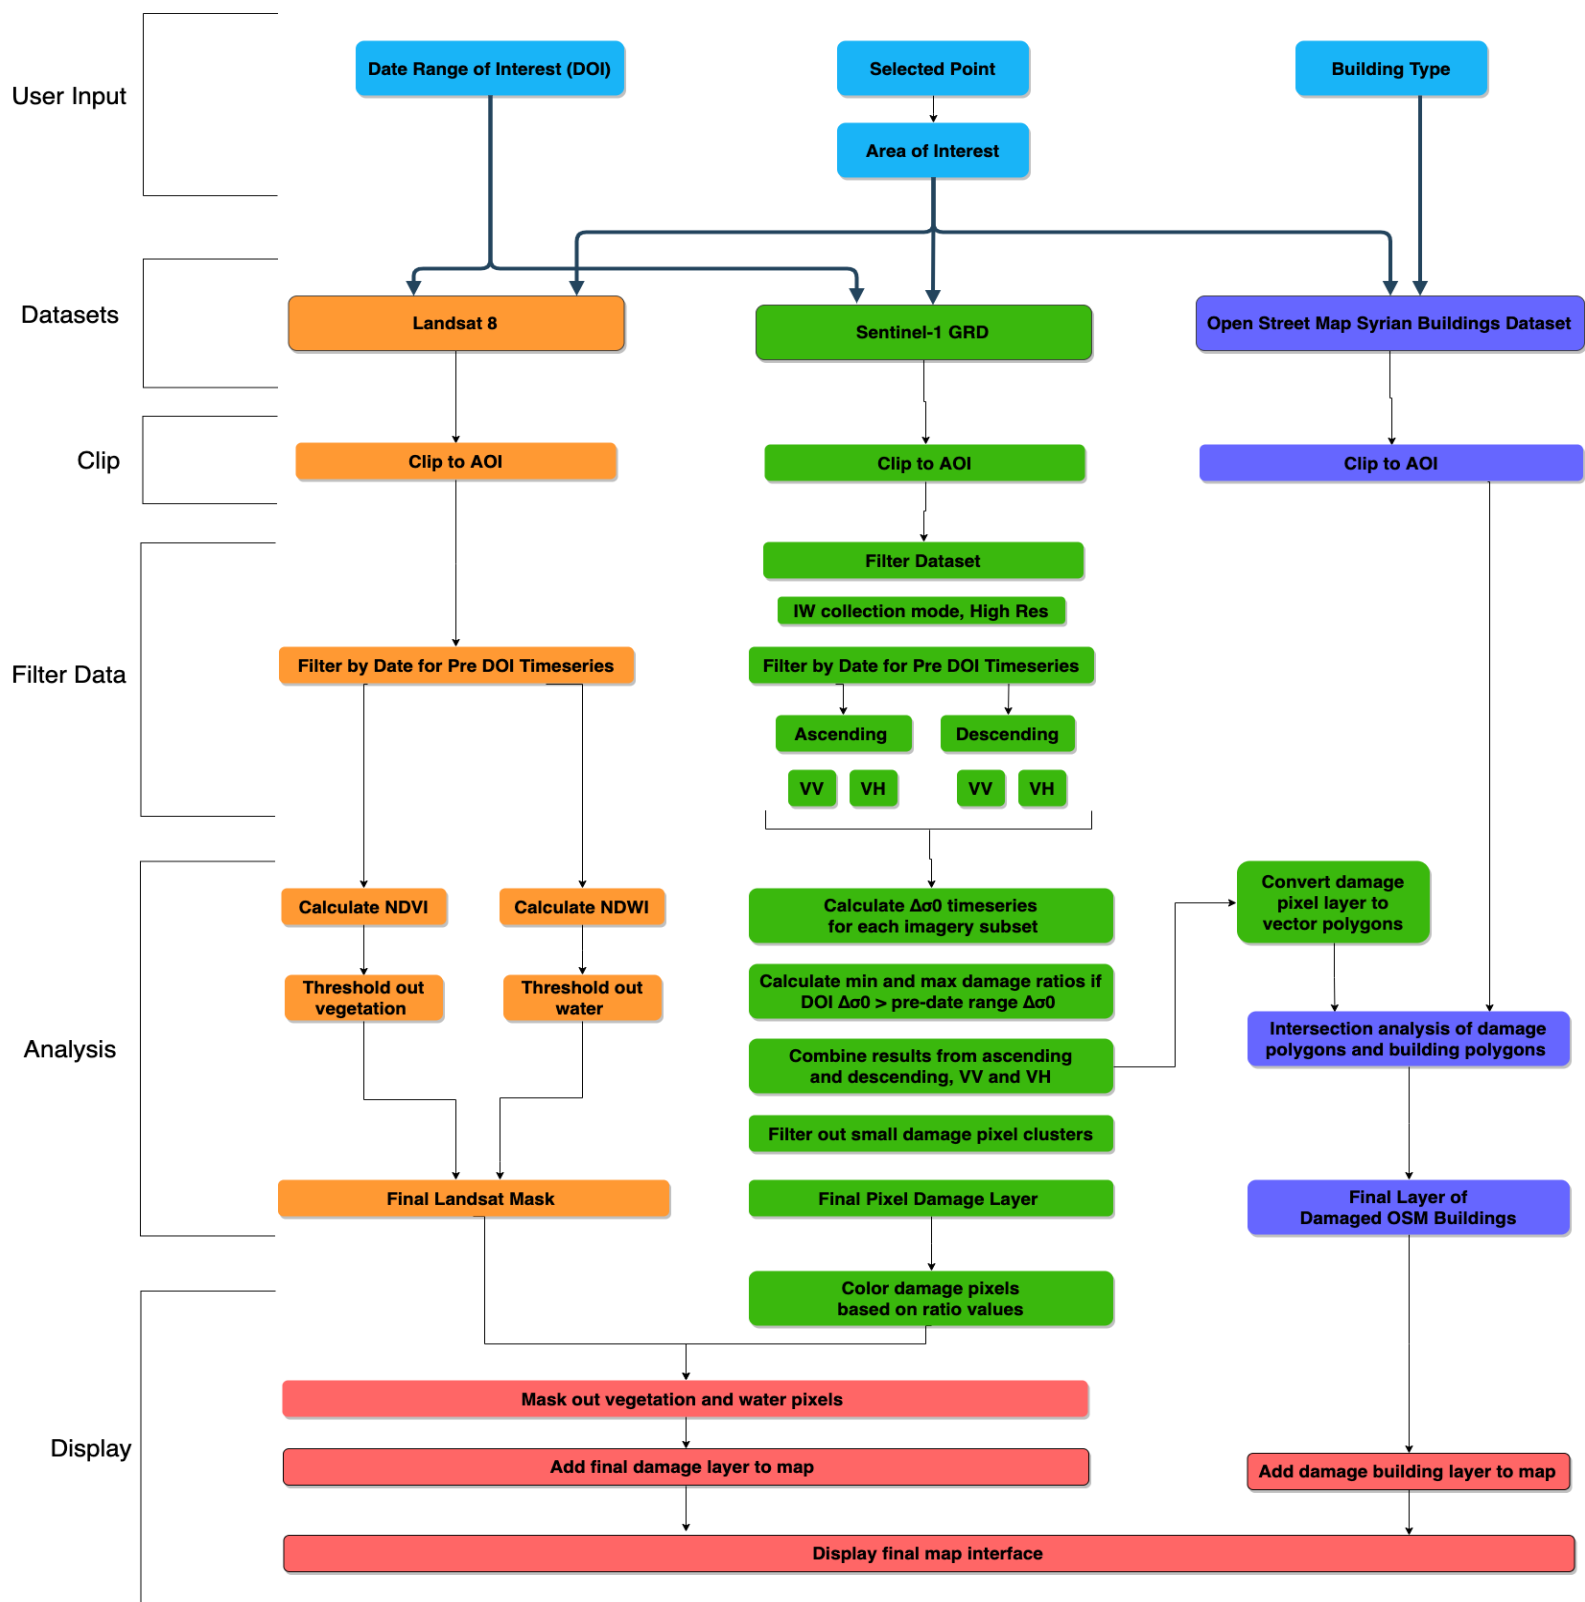 User Input
Date Range of Interest (DOI)
Selected Point
Building Type
Area of Interest
Datasets
Landsat 8
Sentinel-1 GRD
Open Street Map Syrian Buildings Dataset
Clip
Clip to AOI
Clip to AOI
Clip to AOI
Filter Data
Filter Dataset
IW collection mode, High Res
Filter by Date for Pre DOI Timeseries
Filter by Date for Pre DOI Timeseries
Ascending
Descending
VV
VH
VV
VH
Analysis
Calculate NDVI
Calculate NDWI
Calculate Δσ0 timeseries
for each imagery subset
Convert damage
pixel layer to
vector polygons
Threshold out
vegetation
Threshold out
water
Calculate min and max damage ratios if
DOI Δσ0 > pre-date range Δσ0
Intersection analysis of damage
polygons and building polygons
Combine results from ascending
and descending, VV and VH
Filter out small damage pixel clusters
Final Landsat Mask
Final Pixel Damage Layer
Final Layer of
Damaged OSM Buildings
Display
Color damage pixels
based on ratio values
Mask out vegetation and water pixels
Add final damage layer to map
Add damage building layer to map
Display final map interface